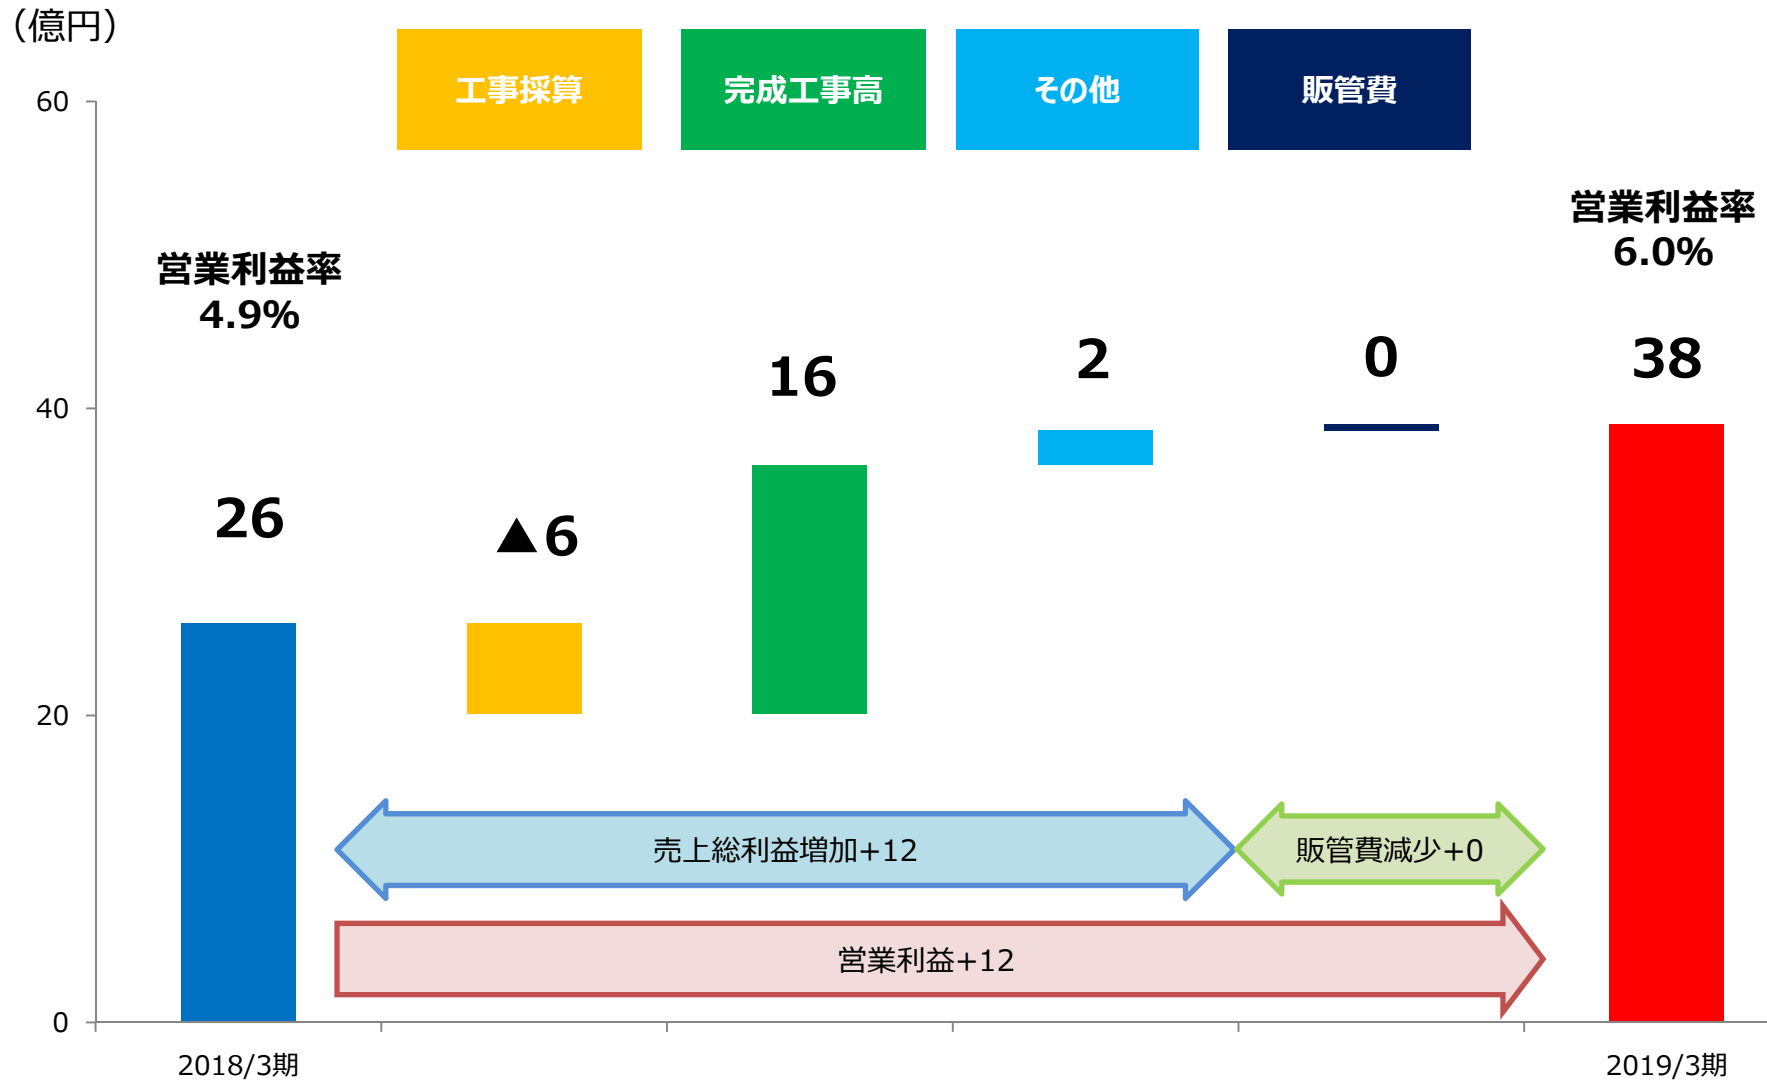 （億円）
工事採算
完成工事高
その他
販管費
60
40
20
0
営業利益率
4.9%
営業利益率
6.0%
26
▲6
16
2
0
38
売上総利益増加+12
販管費減少+0
営業利益+12
2018/3期
2019/3期